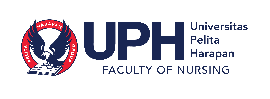 UPH
Universitas
Pelita
Harapan
FACULTY OF NURSING